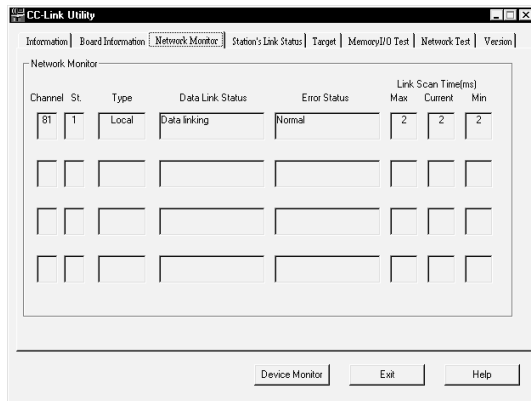 CC-Link Utility
Information Board Information Network Monitor Station's Link Status Target Memory I/O Test Network Test Version
Network Monitor
Link Scan Time(ms)
Channel St. Type Data Link Status Error Status Max Current Min
81 1 Local Data linking Normal 2 2 2
Device Monitor Exit Help